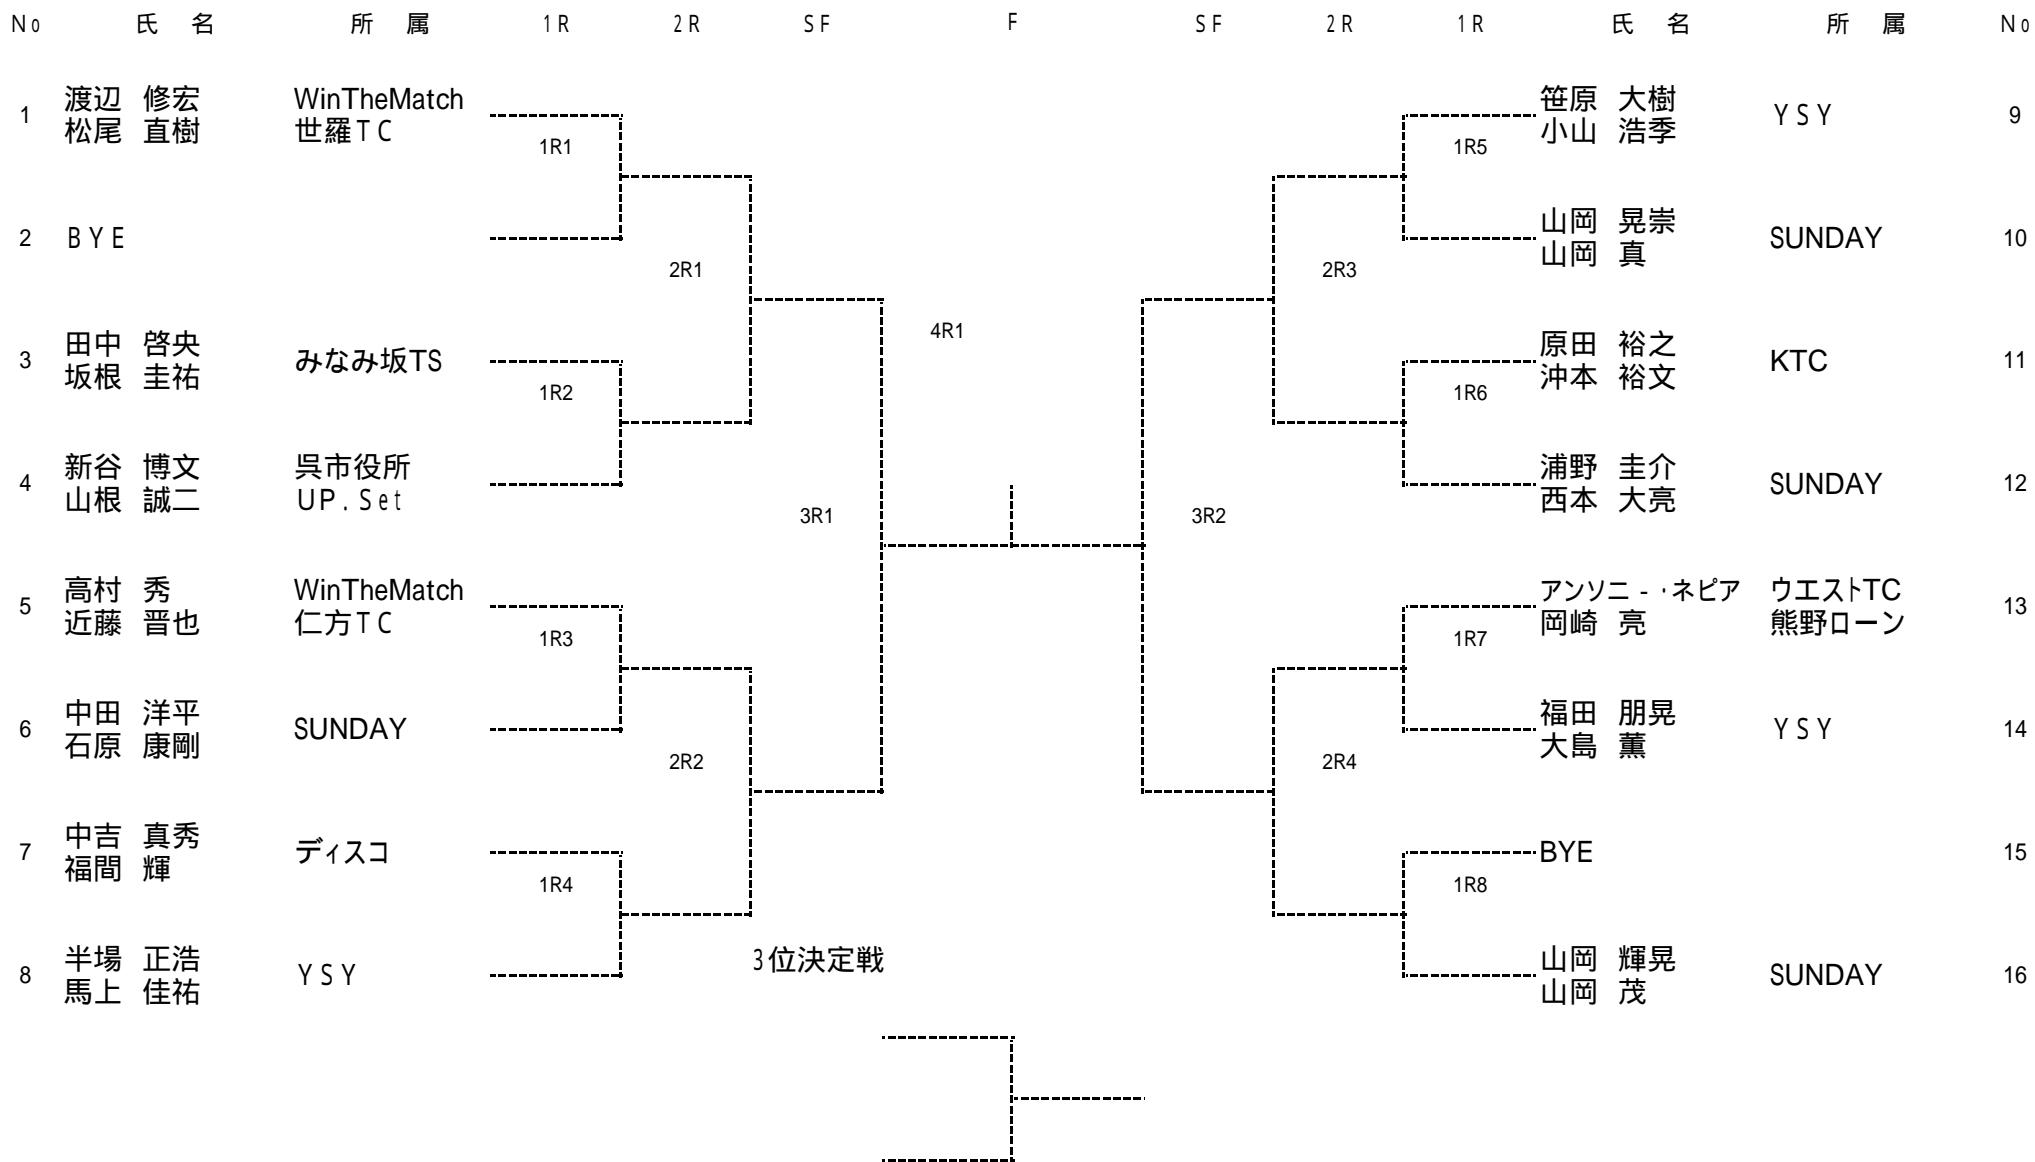 No 氏 名 所 属 1R 2R SF F SF 2R 1R 氏 名 所 属 No
渡辺 修宏 WinTheMatch 笹原 大樹
1 9
松尾 直樹 世羅TC 小山 浩季 YSY
1R1 1R5
山岡 晃崇
2 BYE SUNDAY 10
山岡 真
2R1 2R3
4R1
田中 啓央 原田 裕之
3 みなみ坂TS KTC 11
坂根 圭祐 沖本 裕文
1R2 1R6
新谷 博文 呉市役所 浦野 圭介
4 SUNDAY 12
山根 誠二 UP.Set 西本 大亮
3R1 3R2
高村 秀 WinTheMatch アンソニ-・ネピア ウエストTC
5 13
近藤 晋也 仁方TC 岡崎 亮 熊野ローン
1R3 1R7
中田 洋平 福田 朋晃
6 SUNDAY YSY 14
石原 康剛 大島 薫
2R2 2R4
中吉 真秀
7 ディスコ BYE 15
福間 輝
1R4 1R8
半場 正浩 3位決定戦 山岡 輝晃
8 YSY SUNDAY 16
馬上 佳祐 山岡 茂